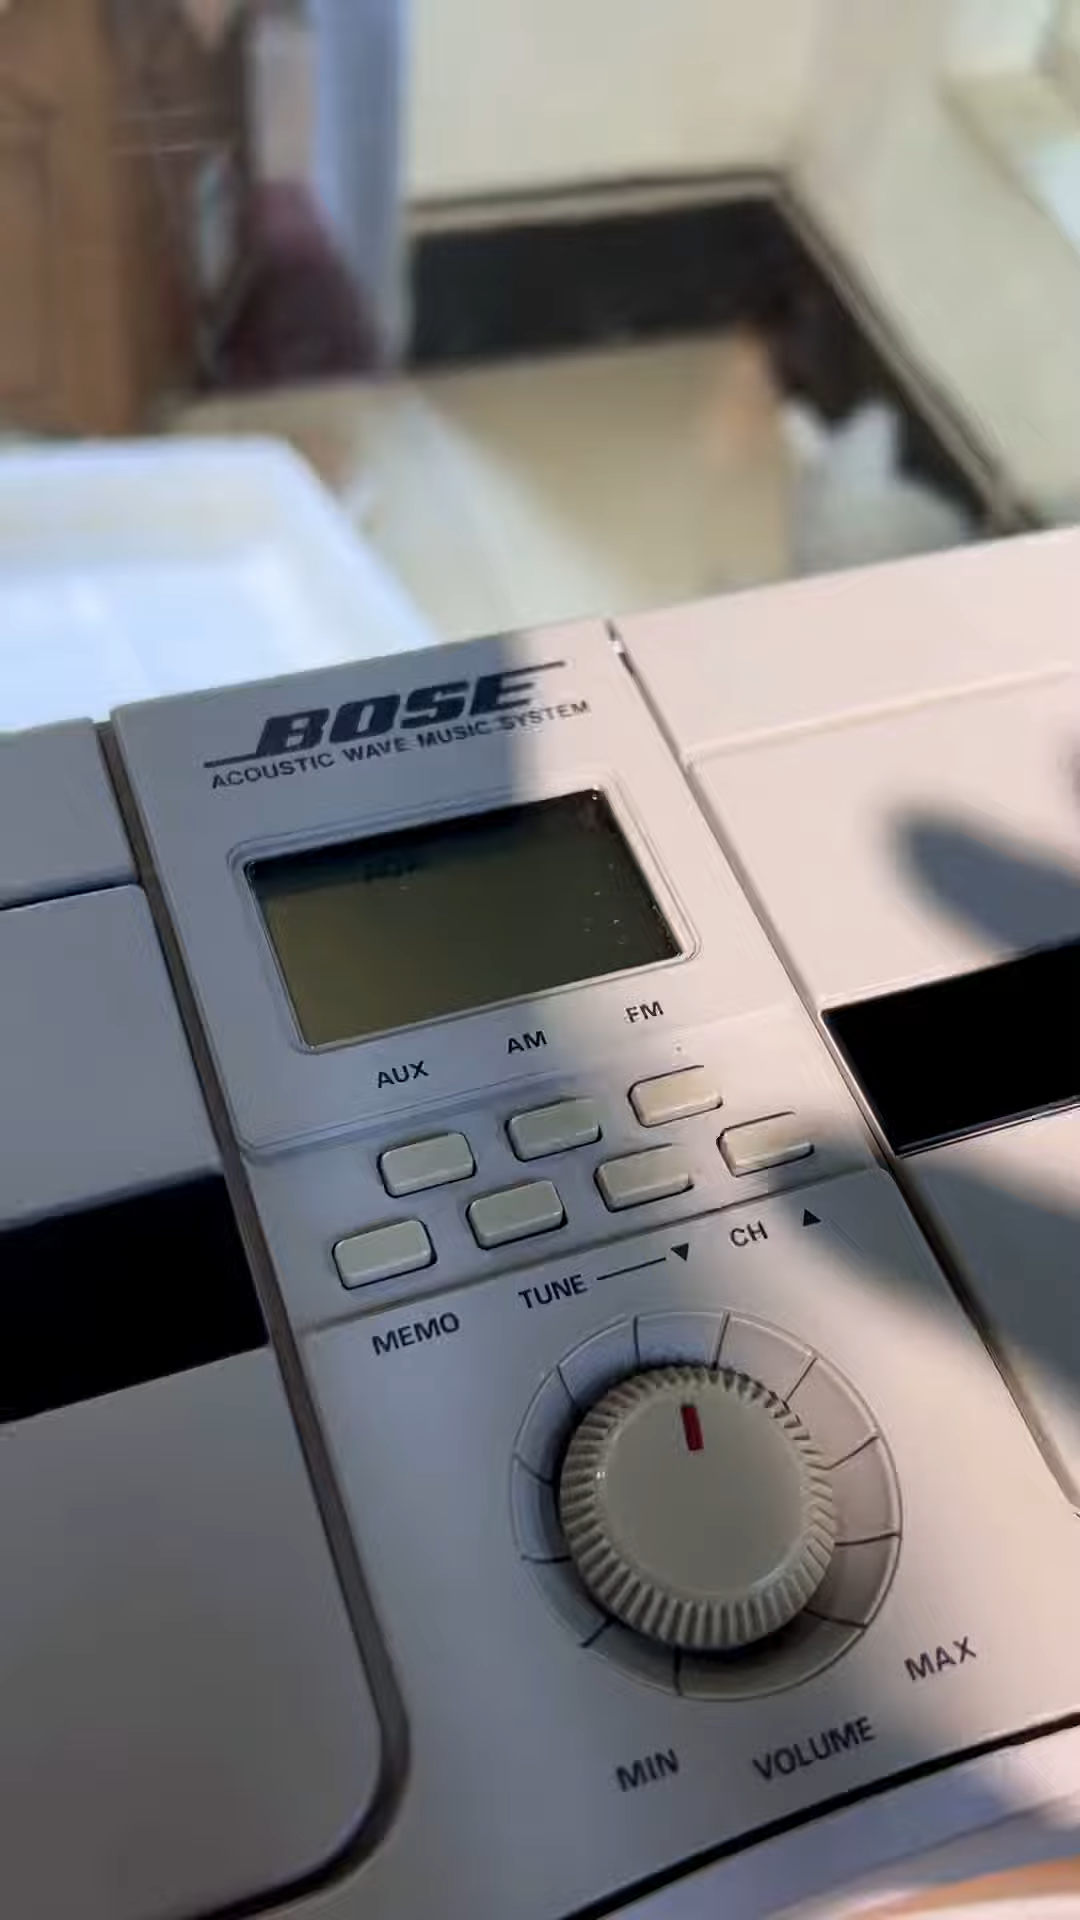 BOSE
ACOUSTIC WAVE MUSIC SYSTEM
AUX AM FM
MEMO TUNE ▼ CH ▲
MIN VOLUME MAX